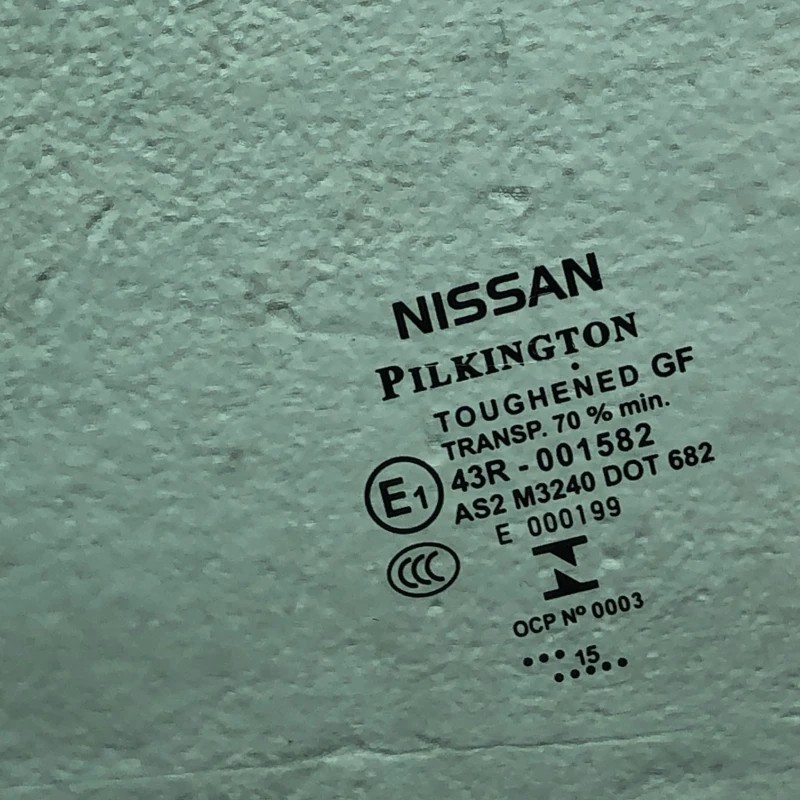 NISSAN
PILKINGTON
TOUGHENED GF
TRANSP. 70 % min.
E1 43R - 001582
AS2 M3240 DOT 682
E 000199
CCC
OCP Nº 0003
••• 15
•••••